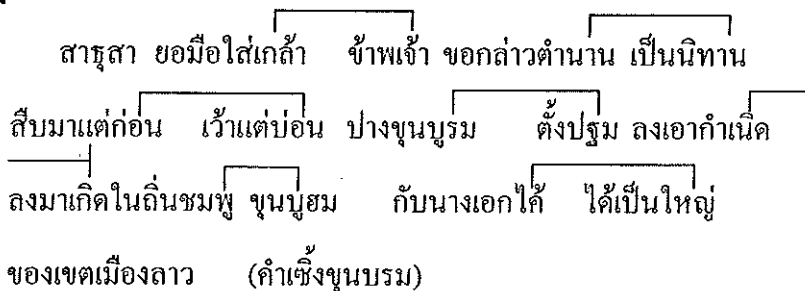 สาธุสา ยอมือใส่เกล้า ข้าพเจ้า ขอกล่าวตำนาน เป็นนิทาน
สืบมาแต่ก่อน เว้าแต่บ่อน ปางขุนบูรม ตั้งปฐม ลงเอากำเนิด
ลงมาเกิดในถิ่นชมพู ขุนบูฮม กับนางเอกไค้ ได้เป็นใหญ่
ของเขตเมืองลาว (คำเซิ้งขุนบรม)